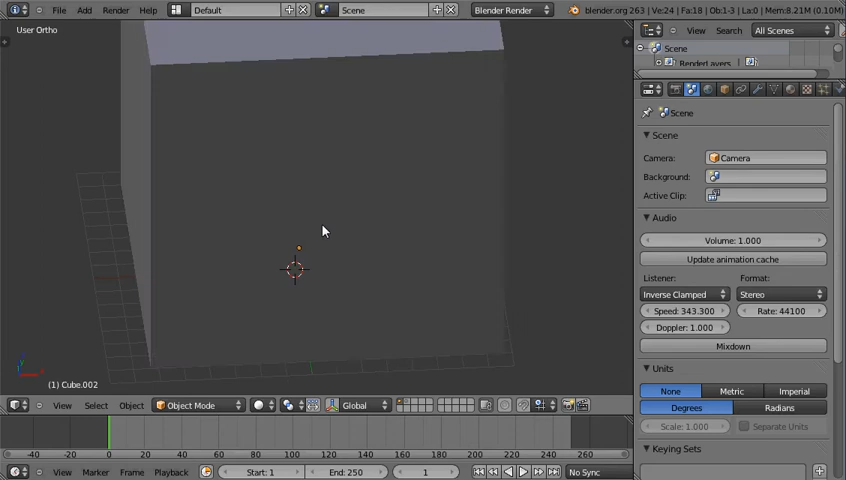 File Add Render Help Default Scene Blender Render blender.org 263 | Ve:24 | Fa:18 | Ob:1-3 | La:0 | Mem:8.21M (0.10M)
User Ortho
View Search All Scenes
Scene
RenderLayers |
Scene
Scene
Camera: Camera
Background:
Active Clip:
Audio
Volume: 1.000
Update animation cache
Listener: Format:
Inverse Clamped Stereo
Speed: 343.300 Rate: 44100
Doppler: 1.000
Mixdown
Units
None Metric Imperial
Degrees Radians
Scale: 1.000 Separate Units
Keying Sets
(1) Cube.002
View Select Object Object Mode Global
-40 -20 0 20 40 60 80 100 120 140 160 180 200 220 240 260
View Marker Frame Playback Start: 1 End: 250 1 No Sync